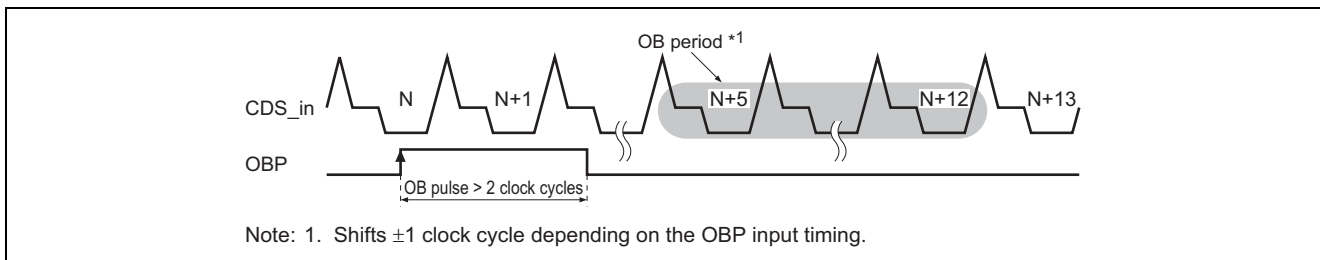 OB period *1
CDS_in N N+1 N+5 N+12 N+13
OBP
OB pulse > 2 clock cycles
Note: 1. Shifts ±1 clock cycle depending on the OBP input timing.